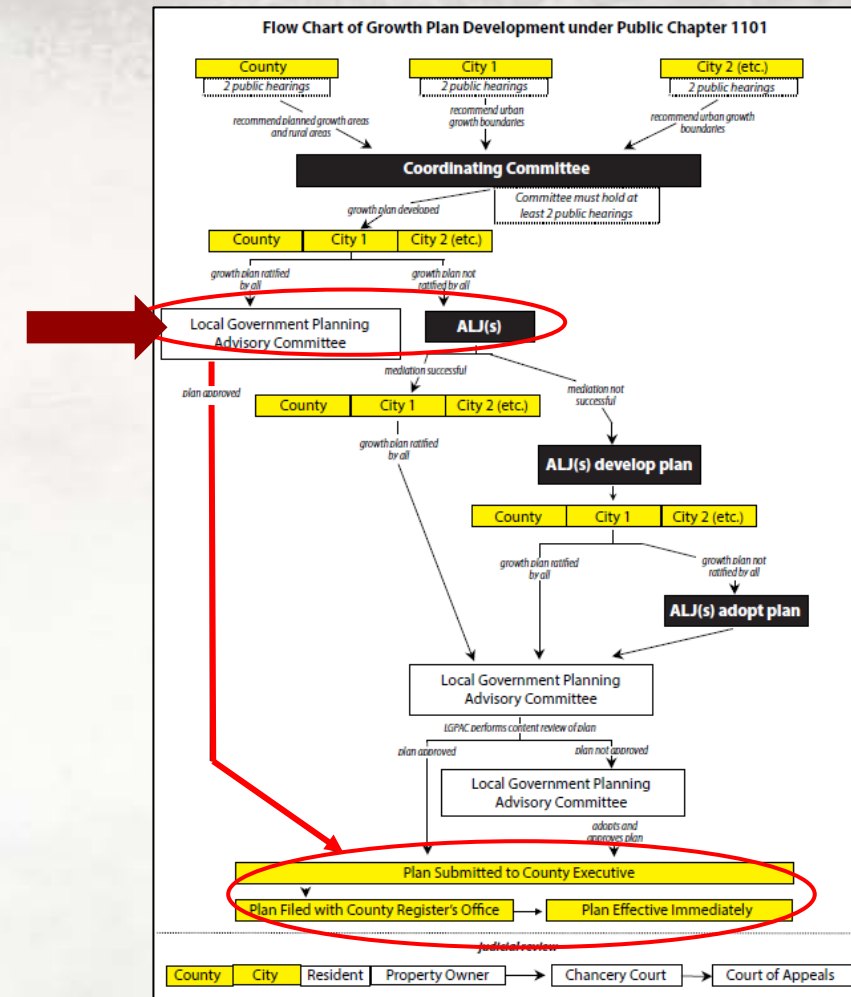 Flow Chart of Growth Plan Development under Public Chapter 1101
County
City 1
City 2 (etc.)
2 public hearings
2 public hearings
2 public hearings
recommend planned growth areas
and rural areas
recommend urban
growth boundaries
recommend urban growth
boundaries
Coordinating Committee
Committee must hold at
least 2 public hearings
growth plan developed
County
City 1
City 2 (etc.)
growth plan ratified
by all
growth plan not
ratified by all
Local Government Planning
Advisory Committee
ALJ(s)
plan approved
mediation successful
mediation not
successful
County
City 1
City 2 (etc.)
growth plan ratified
by all
ALJ(s) develop plan
County
City 1
City 2 (etc.)
growth plan ratified
by all
growth plan not
ratified by all
ALJ(s) adopt plan
Local Government Planning
Advisory Committee
LGPAC performs content review of plan
plan approved
plan not approved
Local Government Planning
Advisory Committee
adopts and
approves plan
Plan Submitted to County Executive
Plan Filed with County Register's Office
Plan Effective Immediately
judicial review
County
City
Resident
Property Owner
Chancery Court
Court of Appeals